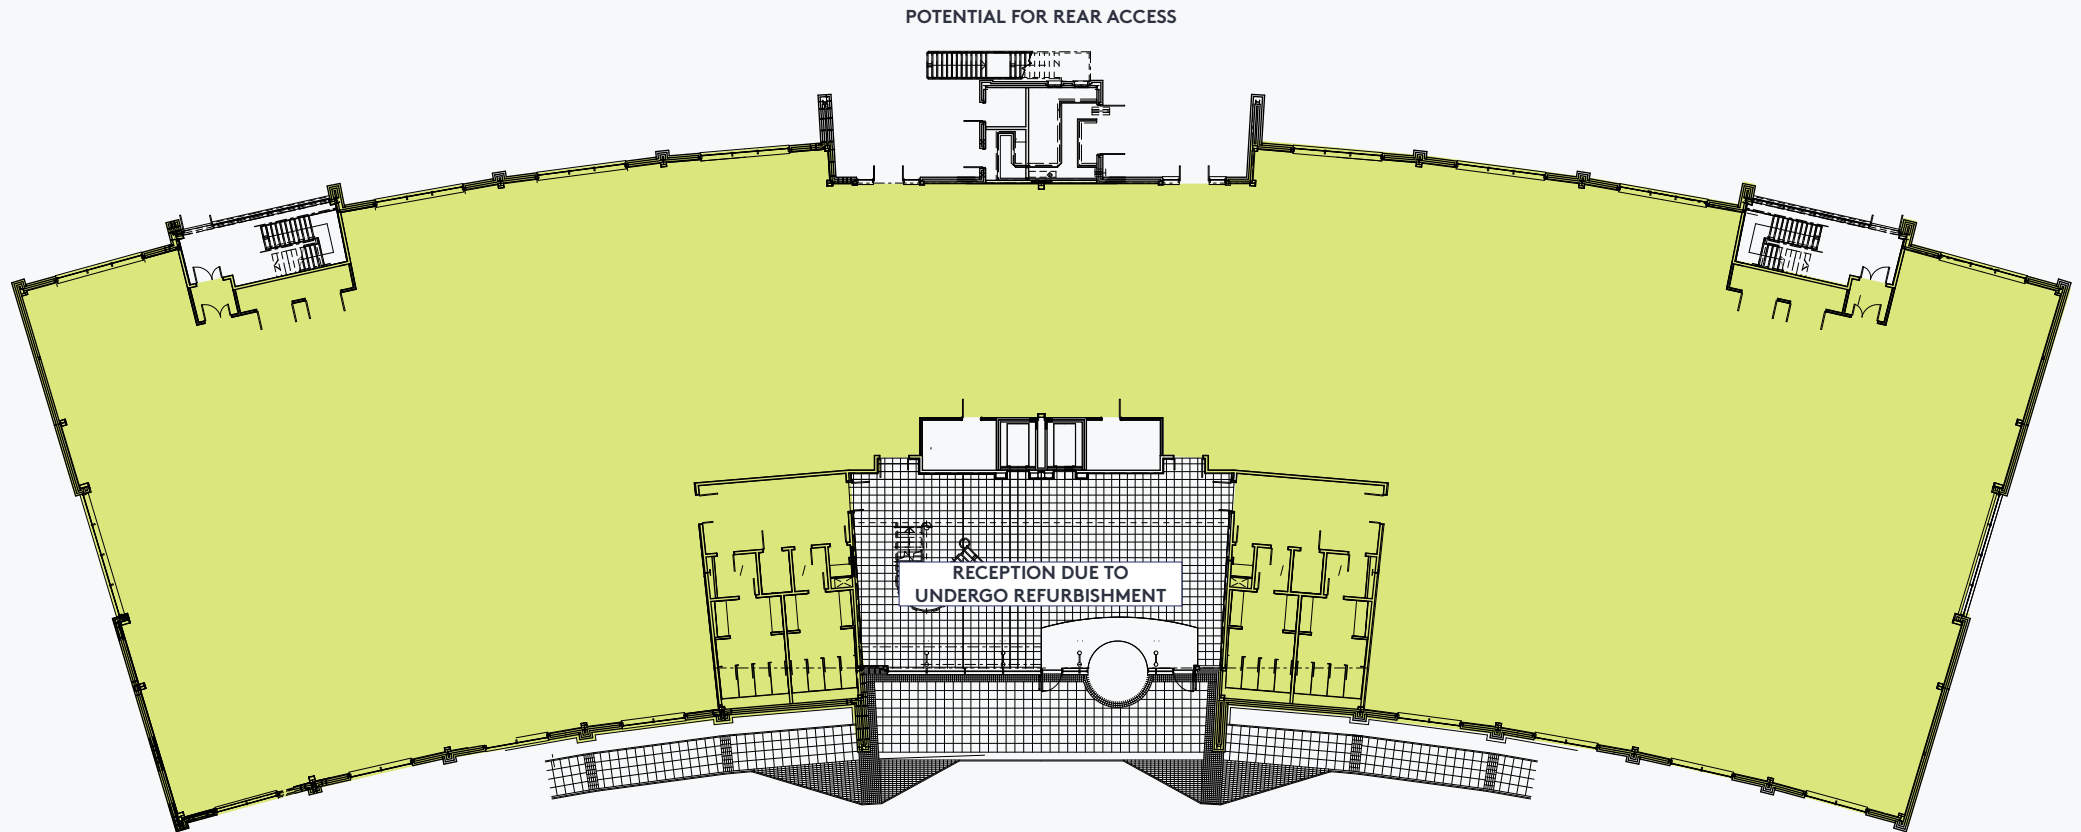 POTENTIAL FOR REAR ACCESS
RECEPTION DUE TO
UNDERGO REFURBISHMENT